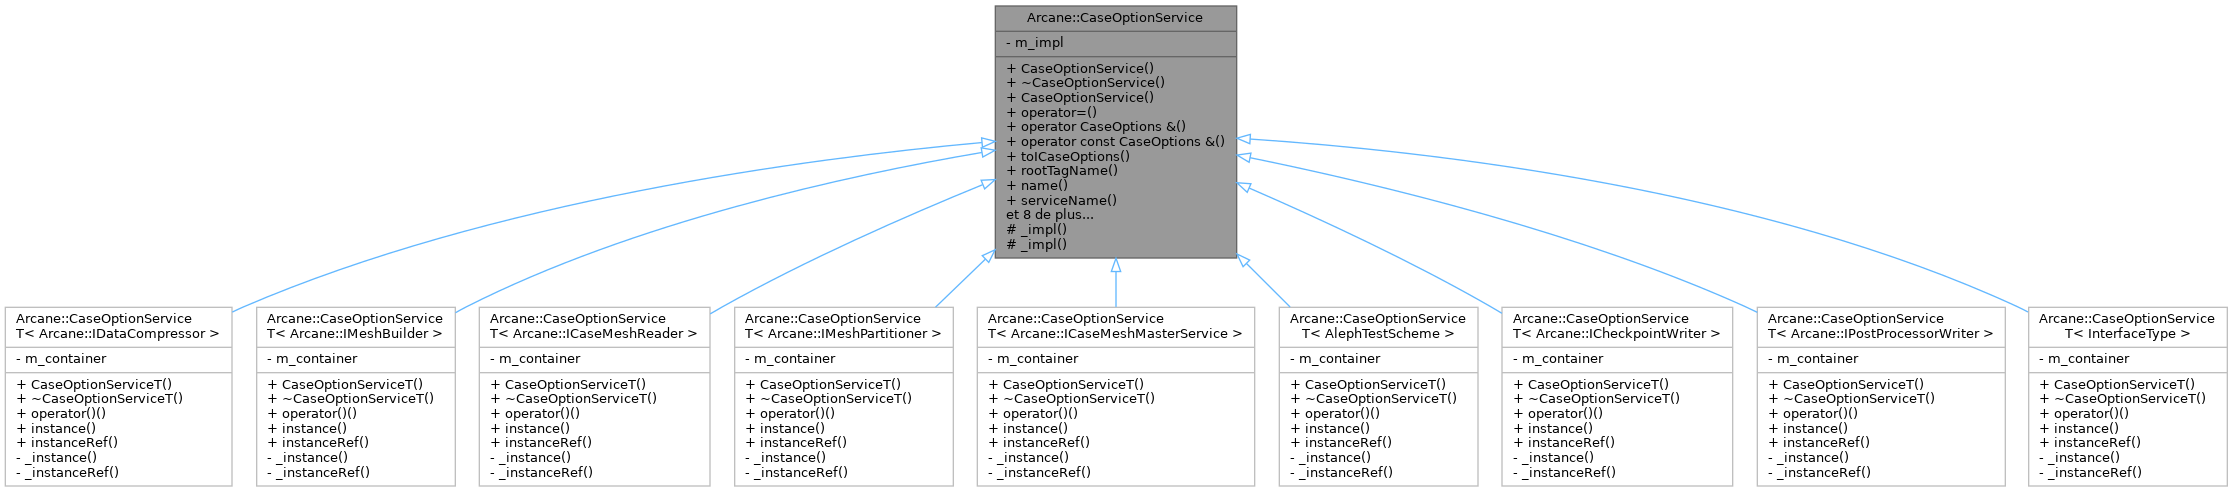 Arcane::CaseOptionService
- m_impl
+ CaseOptionService()
+ ~CaseOptionService()
+ CaseOptionService()
+ operator=()
+ operator CaseOptions &()
+ operator const CaseOptions &()
+ toICaseOptions()
+ rootTagName()
+ name()
+ serviceName()
et 8 de plus...
# _impl()
# _impl()
Arcane::CaseOptionService
T< Arcane::IDataCompressor >
- m_container
+ CaseOptionServiceT()
+ ~CaseOptionServiceT()
+ operator()()
+ instance()
+ instanceRef()
- _instance()
- _instanceRef()
Arcane::CaseOptionService
T< Arcane::IMeshBuilder >
- m_container
+ CaseOptionServiceT()
+ ~CaseOptionServiceT()
+ operator()()
+ instance()
+ instanceRef()
- _instance()
- _instanceRef()
Arcane::CaseOptionService
T< Arcane::ICaseMeshReader >
- m_container
+ CaseOptionServiceT()
+ ~CaseOptionServiceT()
+ operator()()
+ instance()
+ instanceRef()
- _instance()
- _instanceRef()
Arcane::CaseOptionService
T< Arcane::IMeshPartitioner >
- m_container
+ CaseOptionServiceT()
+ ~CaseOptionServiceT()
+ operator()()
+ instance()
+ instanceRef()
- _instance()
- _instanceRef()
Arcane::CaseOptionService
T< Arcane::ICaseMeshMasterService >
- m_container
+ CaseOptionServiceT()
+ ~CaseOptionServiceT()
+ operator()()
+ instance()
+ instanceRef()
- _instance()
- _instanceRef()
Arcane::CaseOptionService
T< AlephTestScheme >
- m_container
+ CaseOptionServiceT()
+ ~CaseOptionServiceT()
+ operator()()
+ instance()
+ instanceRef()
- _instance()
- _instanceRef()
Arcane::CaseOptionService
T< Arcane::ICheckpointWriter >
- m_container
+ CaseOptionServiceT()
+ ~CaseOptionServiceT()
+ operator()()
+ instance()
+ instanceRef()
- _instance()
- _instanceRef()
Arcane::CaseOptionService
T< Arcane::IPostProcessorWriter >
- m_container
+ CaseOptionServiceT()
+ ~CaseOptionServiceT()
+ operator()()
+ instance()
+ instanceRef()
- _instance()
- _instanceRef()
Arcane::CaseOptionService
T< InterfaceType >
- m_container
+ CaseOptionServiceT()
+ ~CaseOptionServiceT()
+ operator()()
+ instance()
+ instanceRef()
- _instance()
- _instanceRef()